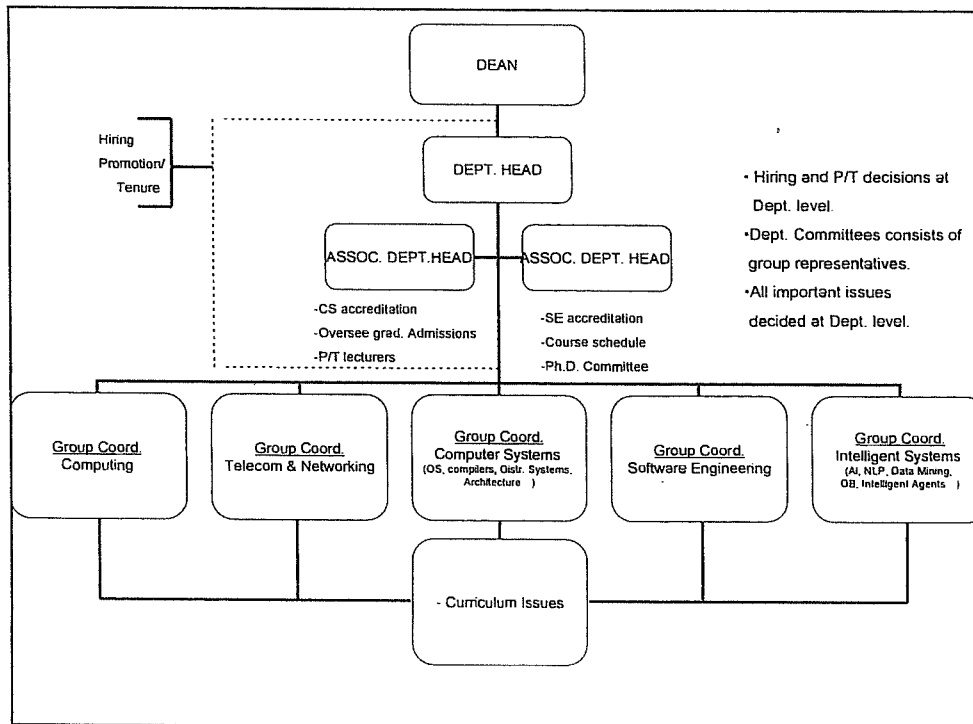 DEAN
Hiring
Promotion/
Tenure
DEPT. HEAD
• Hiring and P/T decisions at
Dept. level.
•Dept. Committees consists of
group representatives.
•All important issues
decided at Dept. level.
ASSOC. DEPT.HEAD
ASSOC. DEPT. HEAD
-CS accreditation
-Oversee grad. Admissions
-P/T lecturers
-SE accreditation
-Course schedule
-Ph.D. Committee
Group Coord.
Computing
Group Coord.
Telecom & Networking
Group Coord.
Computer Systems
(OS, compilers, Distr. Systems,
Architecture )
Group Coord.
Software Engineering
Group Coord.
Intelligent Systems
(AI, NLP, Data Mining,
DB, Intelligent Agents )
- Curriculum Issues